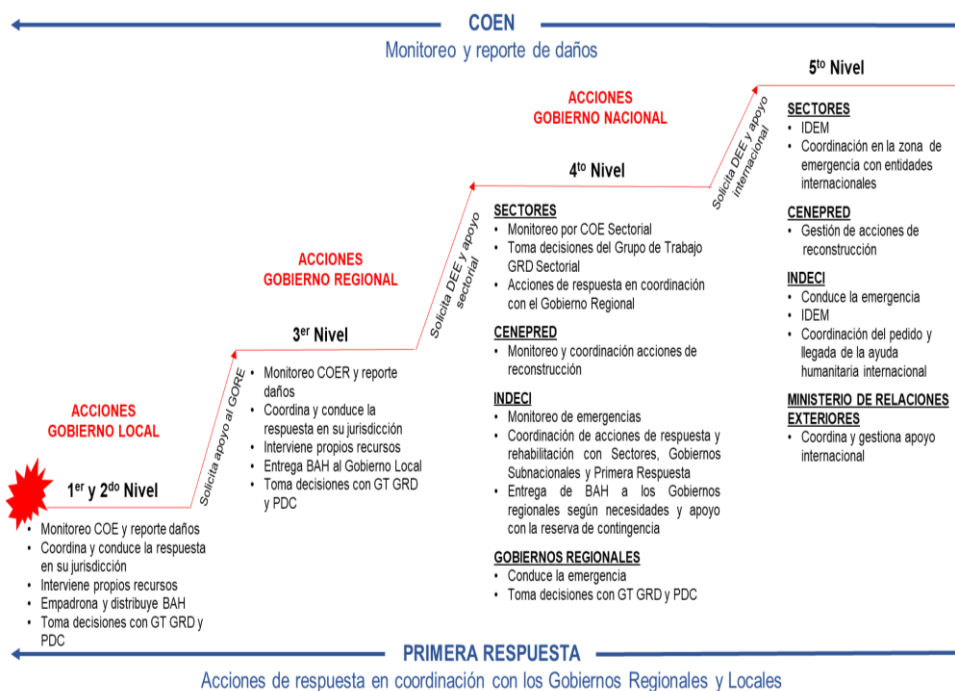 COEN
Monitoreo y reporte de daños
ACCIONES
GOBIERNO LOCAL
1er y 2do Nivel
• Monitoreo COE y reporte daños
• Coordina y conduce la respuesta
en su jurisdicción
• Interviene propios recursos
• Empadrona y distribuye BAH
• Toma decisiones con GT GRD y
PDC
Solicita apoyo al GORE
ACCIONES
GOBIERNO REGIONAL
3er Nivel
• Monitoreo COER y reporte
daños
• Coordina y conduce la
respuesta en su jurisdicción
• Interviene propios recursos
• Entrega BAH al Gobierno Local
• Toma decisiones con GT GRD
y PDC
Solicita DEE y apoyo
sectorial
ACCIONES
GOBIERNO NACIONAL
4to Nivel
SECTORES
• Monitoreo por COE Sectorial
• Toma decisiones del Grupo de Trabajo
GRD Sectorial
• Acciones de respuesta en coordinación
con el Gobierno Regional
CENEPRED
• Monitoreo y coordinación acciones de
reconstrucción
INDECI
• Monitoreo de emergencias
• Coordinación de acciones de respuesta y
rehabilitación con Sectores, Gobiernos
Subnacionales y Primera Respuesta
• Entrega de BAH a los Gobiernos
regionales según necesidades y apoyo
con la reserva de contingencia
GOBIERNOS REGIONALES
• Conduce la emergencia
• Toma decisiones con GT GRD y PDC
Solicita DEE y apoyo
internacional
5to Nivel
SECTORES
• IDEM
• Coordinación en la zona de
emergencia con entidades
internacionales
CENEPRED
• Gestión de acciones de
reconstrucción
INDECI
• Conduce la emergencia
• IDEM
• Coordinación del pedido y
llegada de la ayuda
humanitaria internacional
MINISTERIO DE RELACIONES
EXTERIORES
• Coordina y gestiona apoyo
internacional
PRIMERA RESPUESTA
Acciones de respuesta en coordinación con los Gobiernos Regionales y Locales